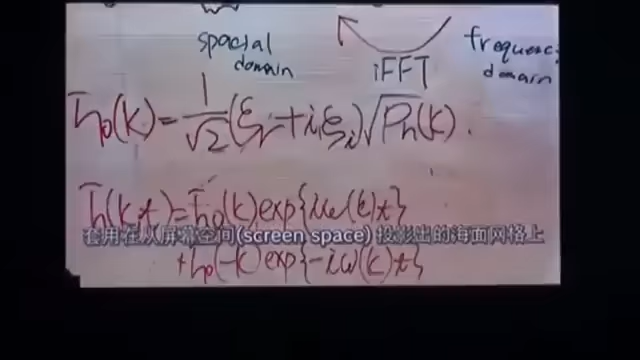 spacial
domain
iFFT
frequenc
domain
h̃₀(k) = 1/√2 (ξr + iξi) √Ph(k).
h̃(k,t) = h̃₀(k) exp{iω(k)t}
套用在从屏幕空间(screen space) 投影出的海面网格上
+ h̃₀(-k) exp{-iω(k)t}